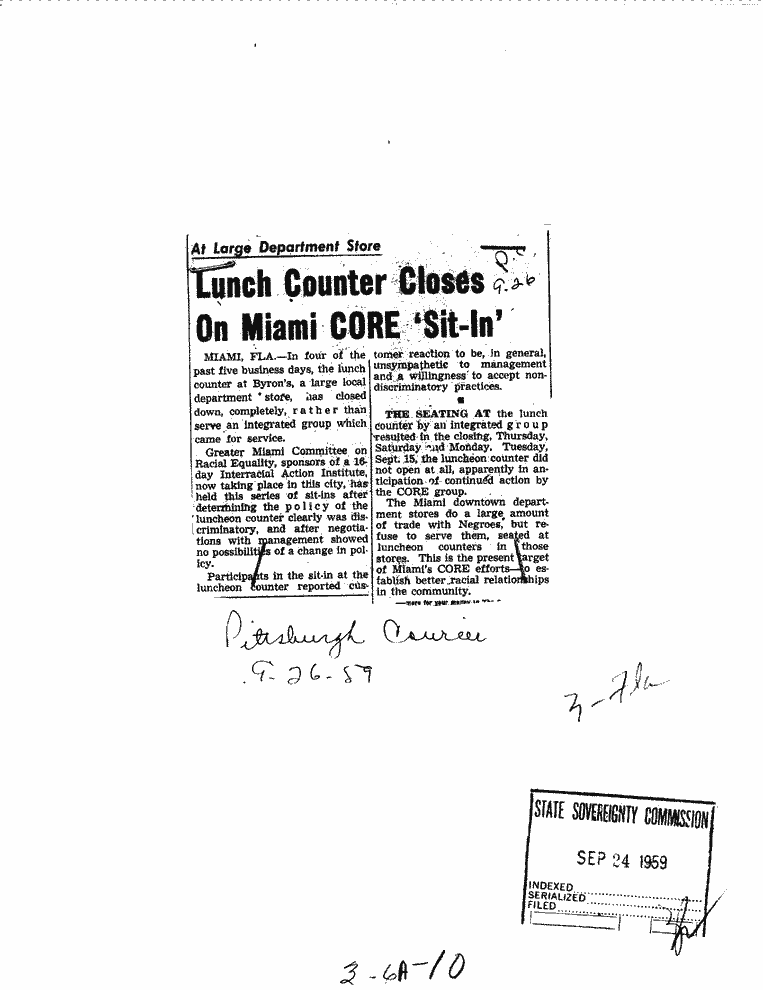 At Large Department Store
P.C.
9-26
Lunch Counter Closes
On Miami CORE 'Sit-In'
MIAMI, FLA.—In four of the
past five business days, the lunch
counter at Byron's, a large local
department store, has closed
down, completely, rather than
serve an integrated group which
came for service.
Greater Miami Committee on
Racial Equality, sponsors of a 16-
day Interracial Action Institute,
now taking place in this city, has
held this series of sit-ins after
determining the policy of the
luncheon counter clearly was dis-
criminatory, and after negotia-
tions with management showed
no possibilities of a change in pol-
icy.
Participants in the sit-in at the
luncheon counter reported cus-
tomer reaction to be, in general,
unsympathetic to management
and a willingness to accept non-
discriminatory practices.
THE SEATING AT the lunch
counter by an integrated group
resulted in the closing, Thursday,
Saturday and Monday. Tuesday,
Sept. 15, the luncheon counter did
not open at all, apparently in an-
ticipation of continued action by
the CORE group.
The Miami downtown depart-
ment stores do a large amount
of trade with Negroes, but re-
fuse to serve them, seated at
luncheon counters in those
stores. This is the present target
of Miami's CORE efforts—to es-
tablish better racial relationships
in the community.
—more for your money in
Pittsburgh Courier
9-26-59
3-Fla
STATE SOVEREIGNTY COMMISSION
SEP 24 1959
INDEXED
SERIALIZED
FILED
3-6A-10